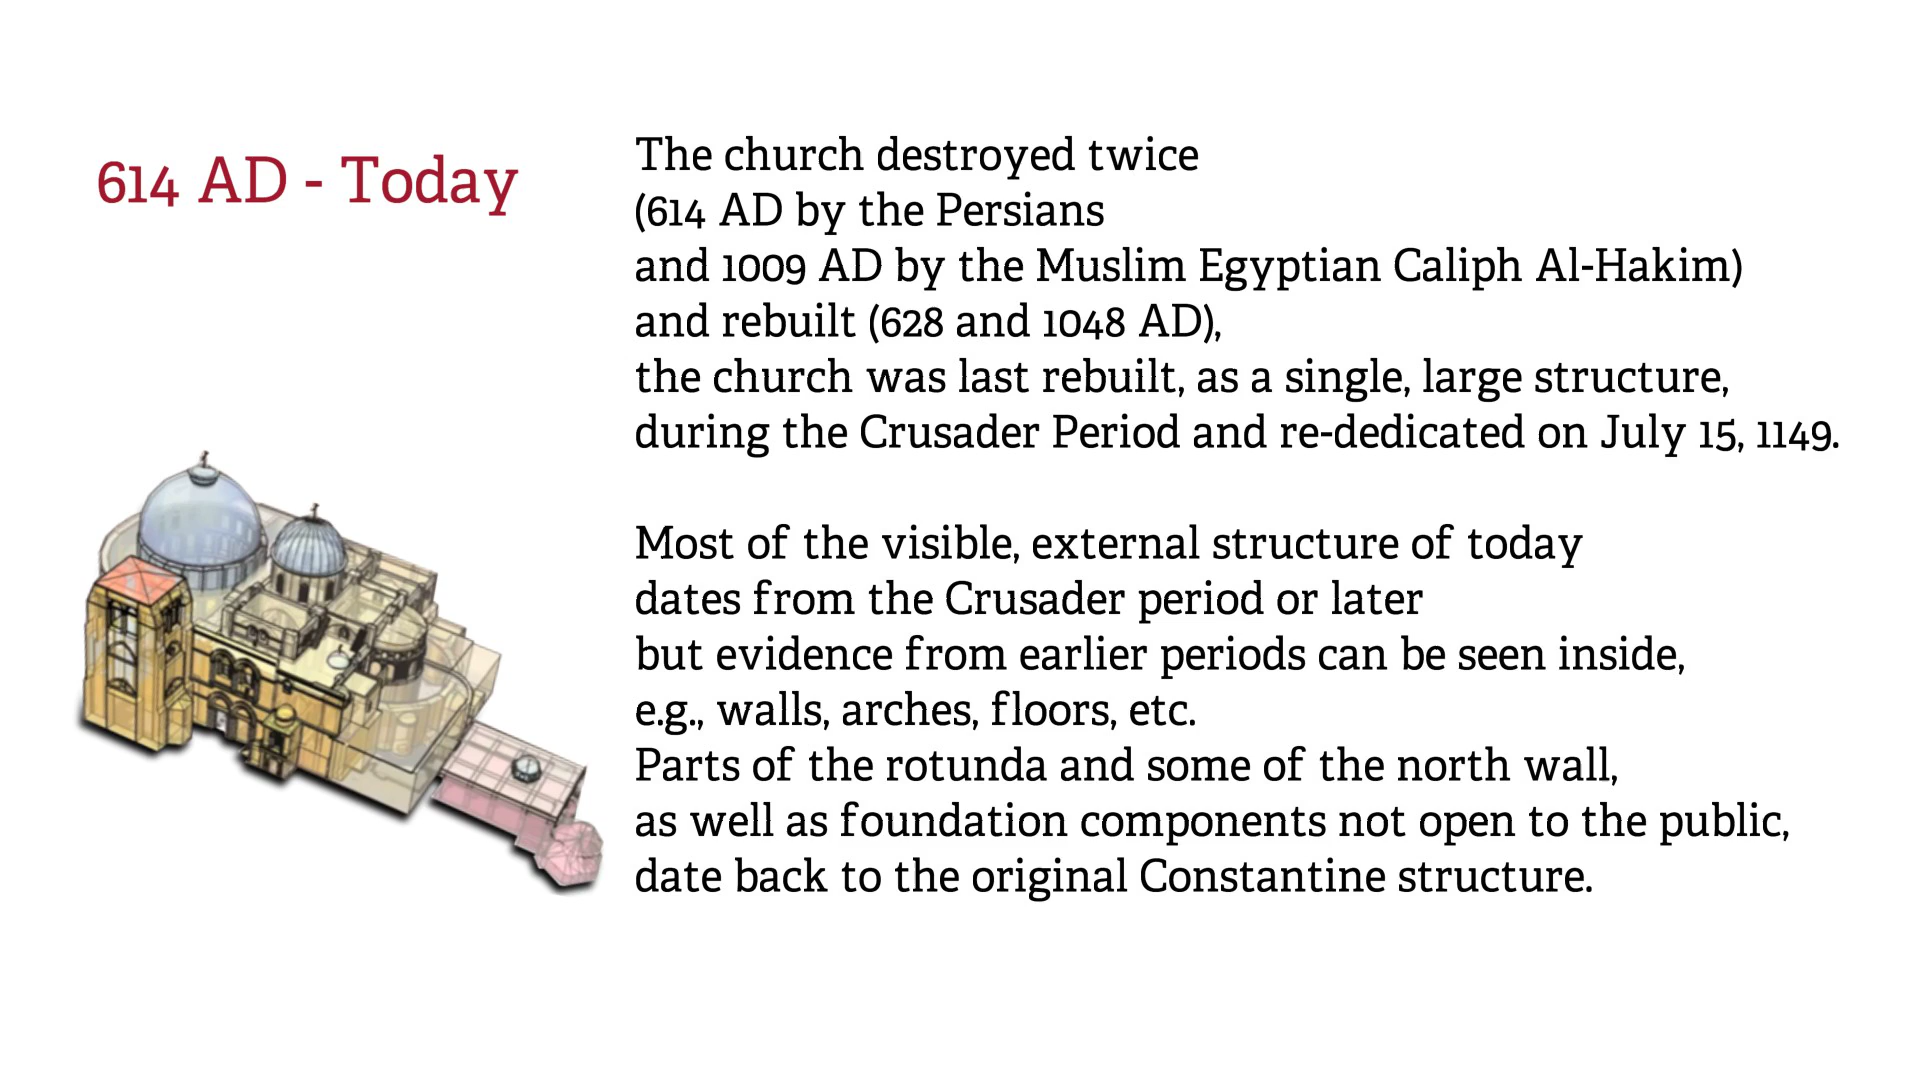 614 AD - Today
The church destroyed twice
(614 AD by the Persians
and 1009 AD by the Muslim Egyptian Caliph Al-Hakim)
and rebuilt (628 and 1048 AD),
the church was last rebuilt, as a single, large structure,
during the Crusader Period and re-dedicated on July 15, 1149.
Most of the visible, external structure of today
dates from the Crusader period or later
but evidence from earlier periods can be seen inside,
e.g., walls, arches, floors, etc.
Parts of the rotunda and some of the north wall,
as well as foundation components not open to the public,
date back to the original Constantine structure.